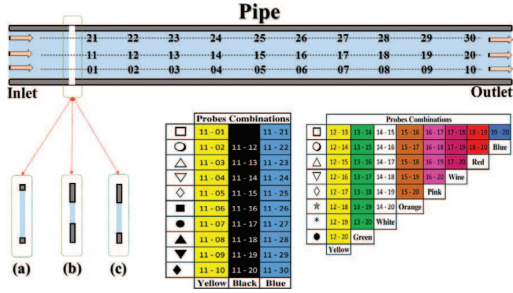 Pipe
21 22 23 24 25 26 27 28 29 30
11 12 13 14 15 16 17 18 19 20
01 02 03 04 05 06 07 08 09 10
Inlet
Outlet
(a) (b) (c)
Probes Combinations
11 - 01 11 - 21
11 - 02 11 - 12 11 - 22
11 - 03 11 - 13 11 - 23
11 - 04 11 - 14 11 - 24
11 - 05 11 - 15 11 - 25
11 - 06 11 - 16 11 - 26
11 - 07 11 - 17 11 - 27
11 - 08 11 - 18 11 - 28
11 - 09 11 - 19 11 - 29
11 - 10 11 - 20 11 - 30
Yellow Black Blue
Probes Combinations
12 - 13 13 - 14 14 - 15 15 - 16 16 - 17 17 - 18 18 - 19 19 - 20
12 - 14 13 - 15 14 - 16 15 - 17 16 - 18 17 - 19 18 - 20 Blue
12 - 15 13 - 16 14 - 17 15 - 18 16 - 19 17 - 20 Red
12 - 16 13 - 17 14 - 18 15 - 19 16 - 20 Wine
12 - 17 13 - 18 14 - 19 15 - 20 Pink
12 - 18 13 - 19 14 - 20 Orange
12 - 19 13 - 20 White
12 - 20 Green
Yellow